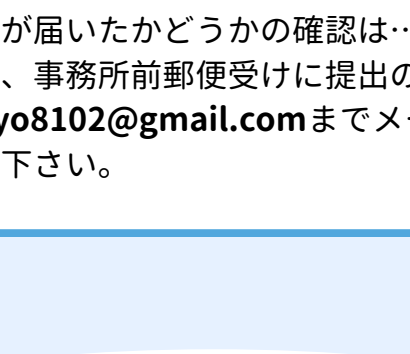 が届いたかどうかの確認は…
、事務所前郵便受けに提出の
yo8102@gmail.comまでメー
下さい。